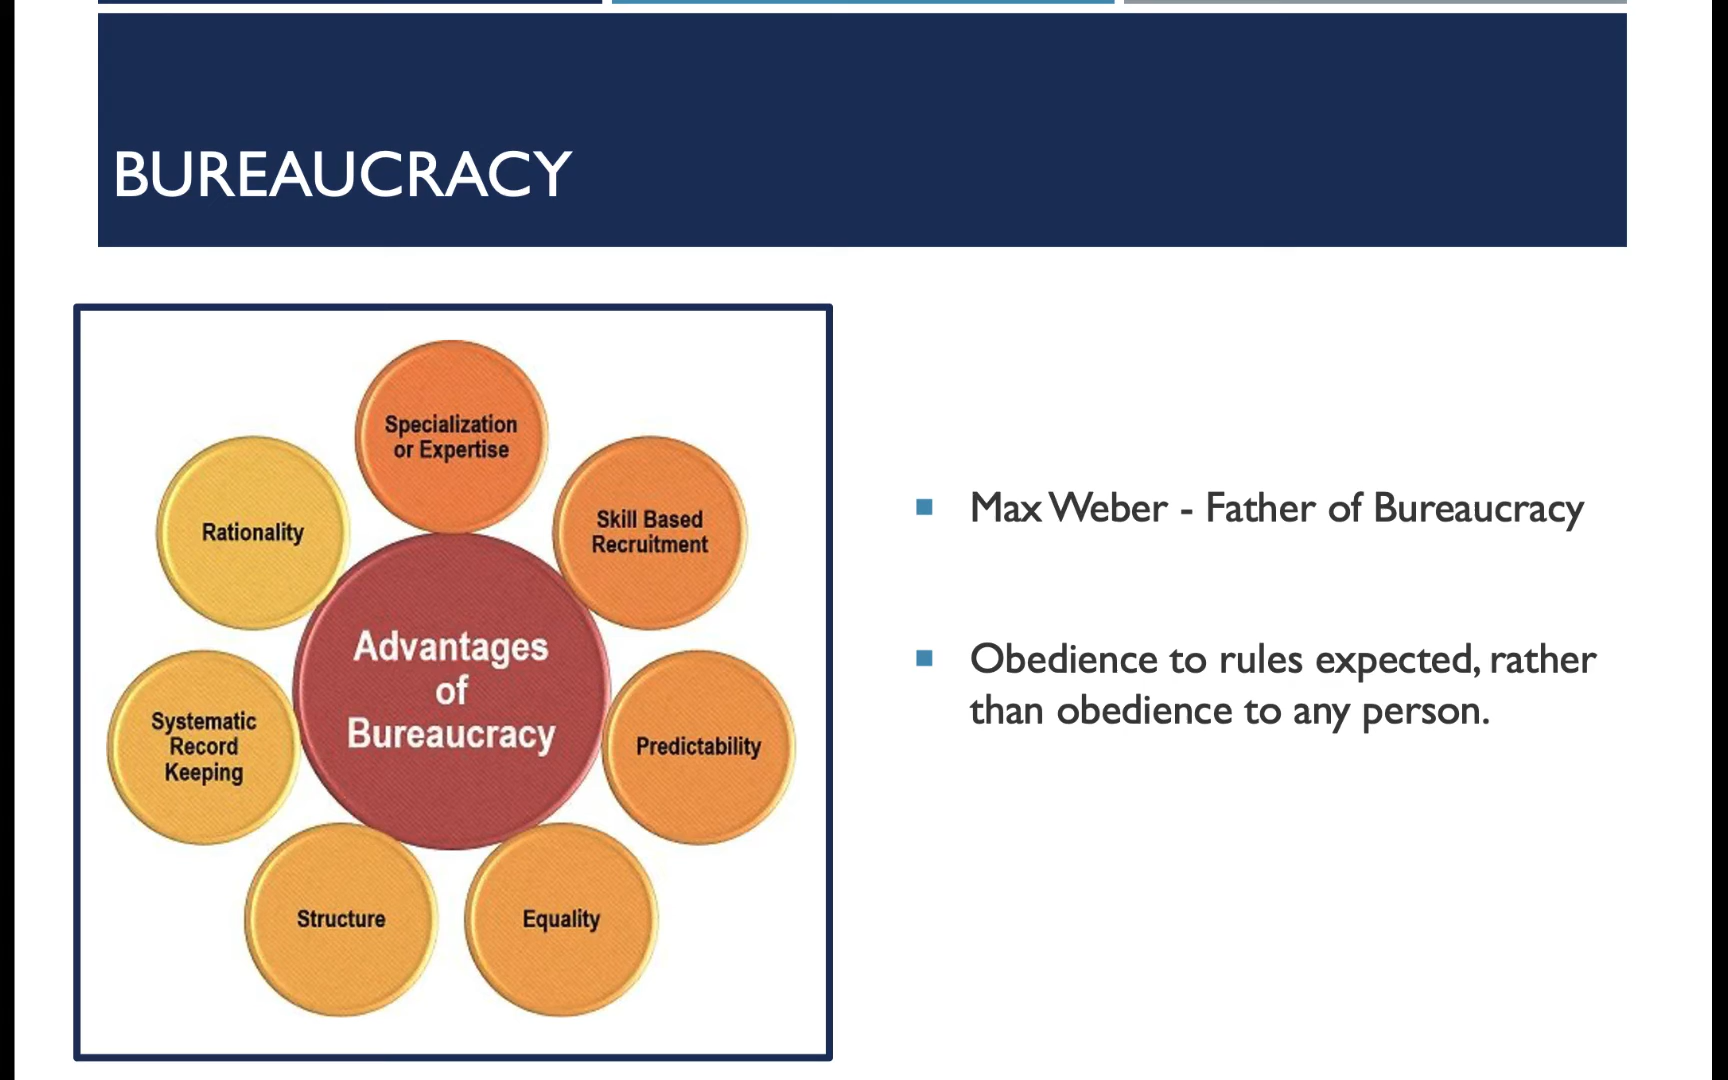 BUREAUCRACY
Specialization
or Expertise
Skill Based
Recruitment
Predictability
Equality
Structure
Systematic
Record
Keeping
Rationality
Advantages
of
Bureaucracy
Max Weber - Father of Bureaucracy
Obedience to rules expected, rather
than obedience to any person.